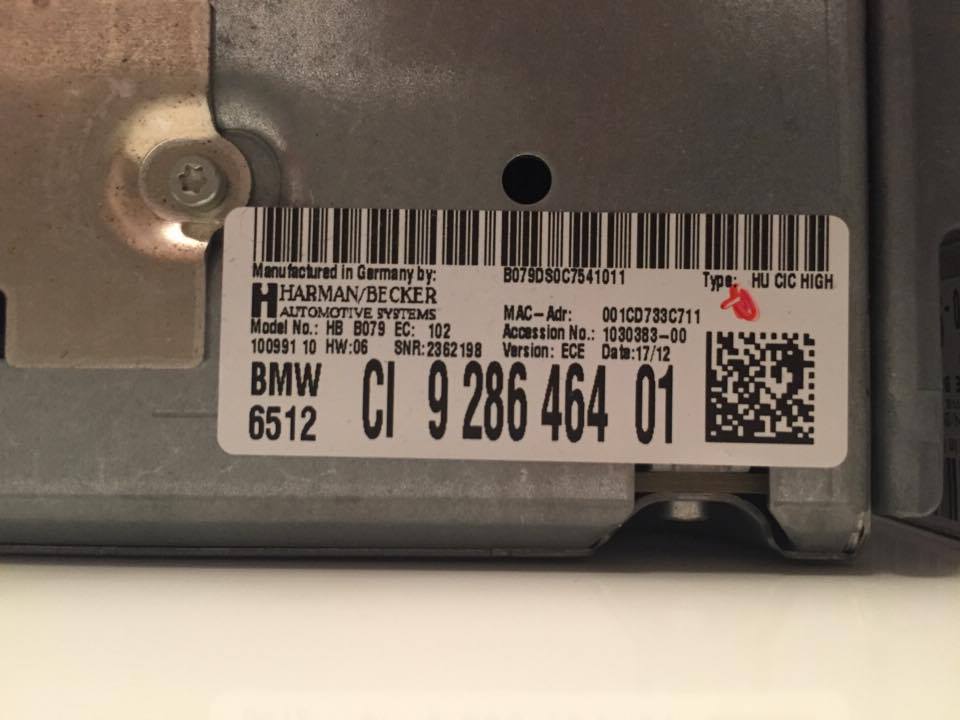 Manufactured in Germany by:
B079DS0C7541011
Type: HU CIC HIGH
HARMAN/BECKER
AUTOMOTIVE SYSTEMS
MAC-Adr: 001CD733C711
Model No.: HB B079 EC: 102
Accession No.: 1030383-00
100991 10 HW:06 SNR:2362198
Version: ECE Date:17/12
BMW
6512
CI 9 286 464 01